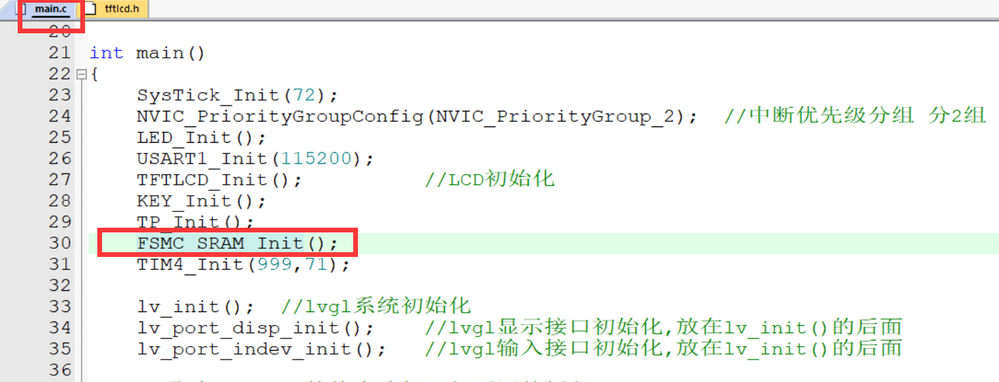 main.c tftlcd.h
20
21 int main()
22 {
23 SysTick_Init(72);
24 NVIC_PriorityGroupConfig(NVIC_PriorityGroup_2); //中断优先级分组 分2组
25 LED_Init();
26 USART1_Init(115200);
27 TFTLCD_Init(); //LCD初始化
28 KEY_Init();
29 TP_Init();
30 FSMC_SRAM_Init();
31 TIM4_Init(999,71);
32
33 lv_init(); //lvgl系统初始化
34 lv_port_disp_init(); //lvgl显示接口初始化,放在lv_init()的后面
35 lv_port_indev_init(); //lvgl输入接口初始化,放在lv_init()的后面
36